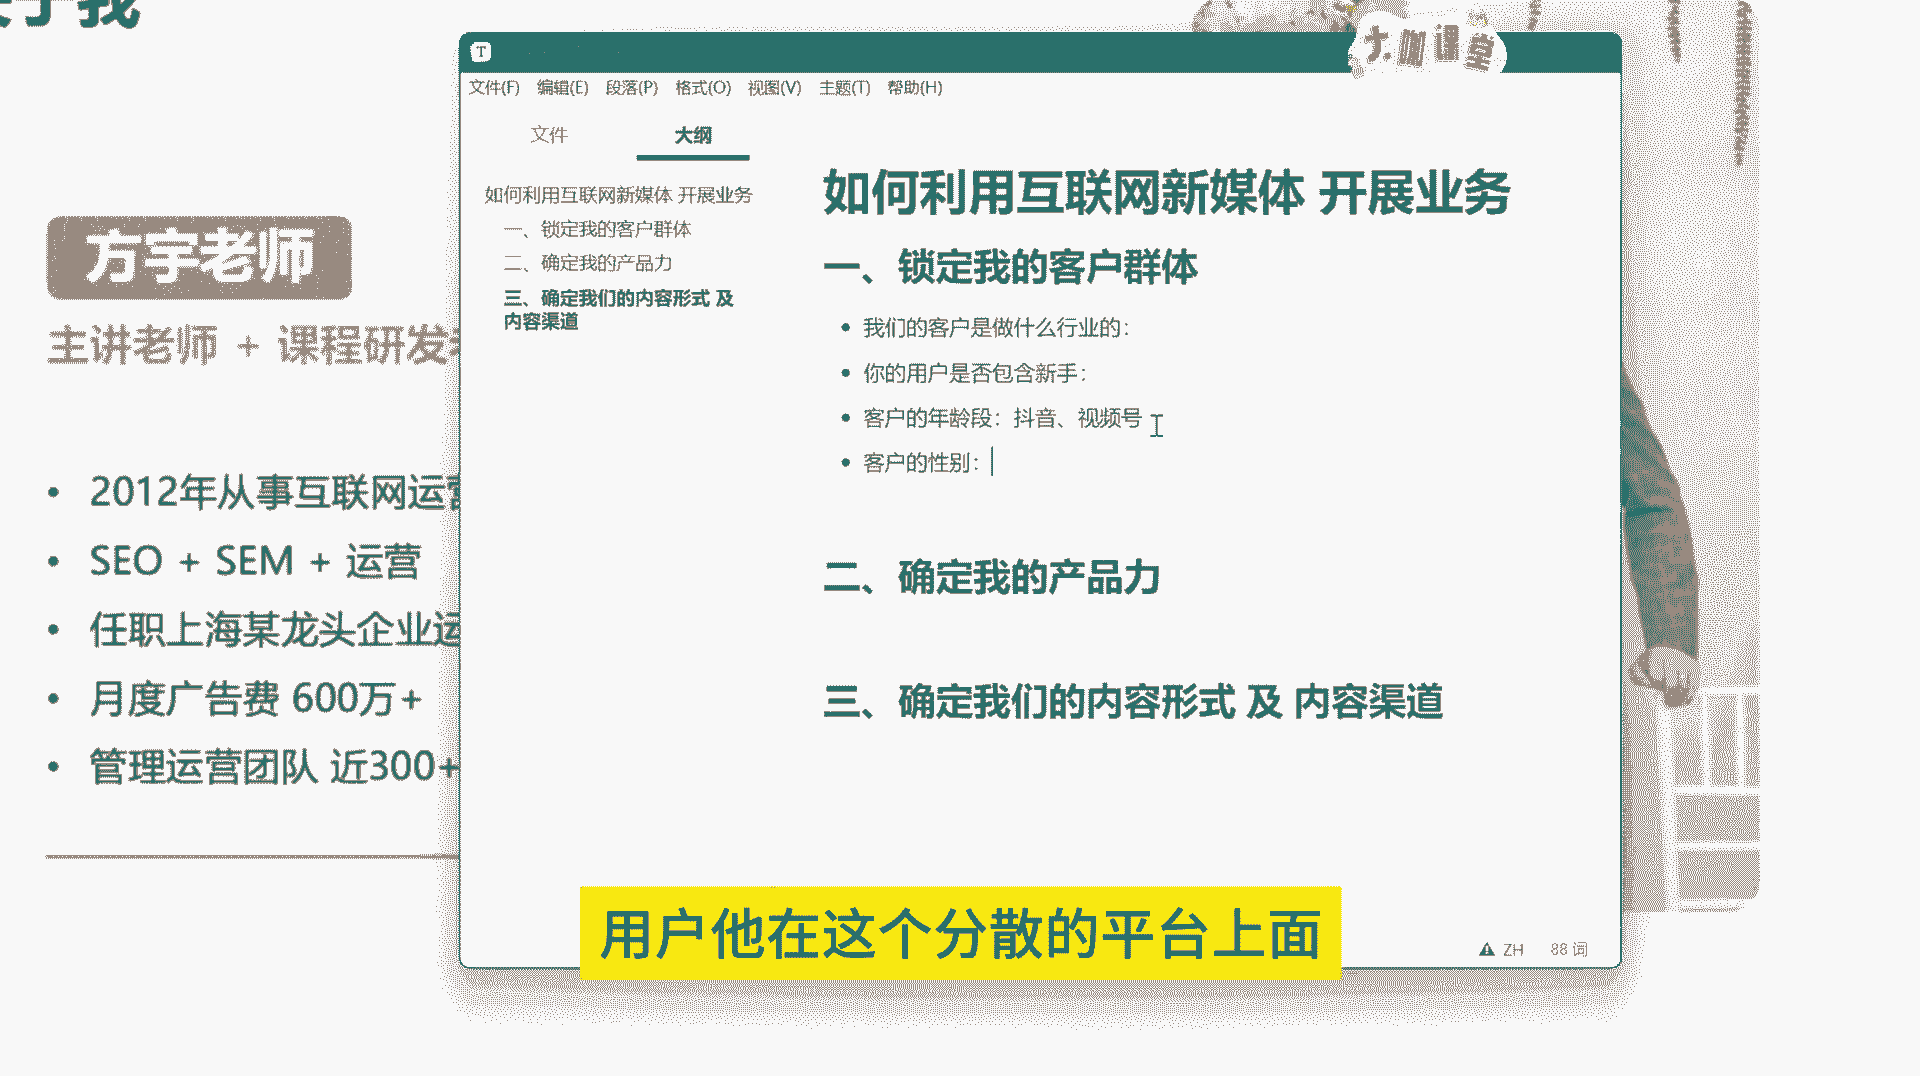 于我
方宇老师
主讲老师 + 课程研发
2012年从事互联网运营
SEO + SEM + 运营
任职上海某龙头企业运
月度广告费 600万+
管理运营团队 近300+
大咖课堂
T
文件(F) 编辑(E) 段落(P) 格式(O) 视图(V) 主题(T) 帮助(H)
文件 大纲
如何利用互联网新媒体 开展业务
一、锁定我的客户群体
二、确定我的产品力
三、确定我们的内容形式 及
内容渠道
如何利用互联网新媒体 开展业务
一、锁定我的客户群体
我们的客户是做什么行业的：
你的用户是否包含新手：
客户的年龄段：抖音、视频号
客户的性别：
二、确定我的产品力
三、确定我们的内容形式 及 内容渠道
ZH 88 词
用户他在这个分散的平台上面